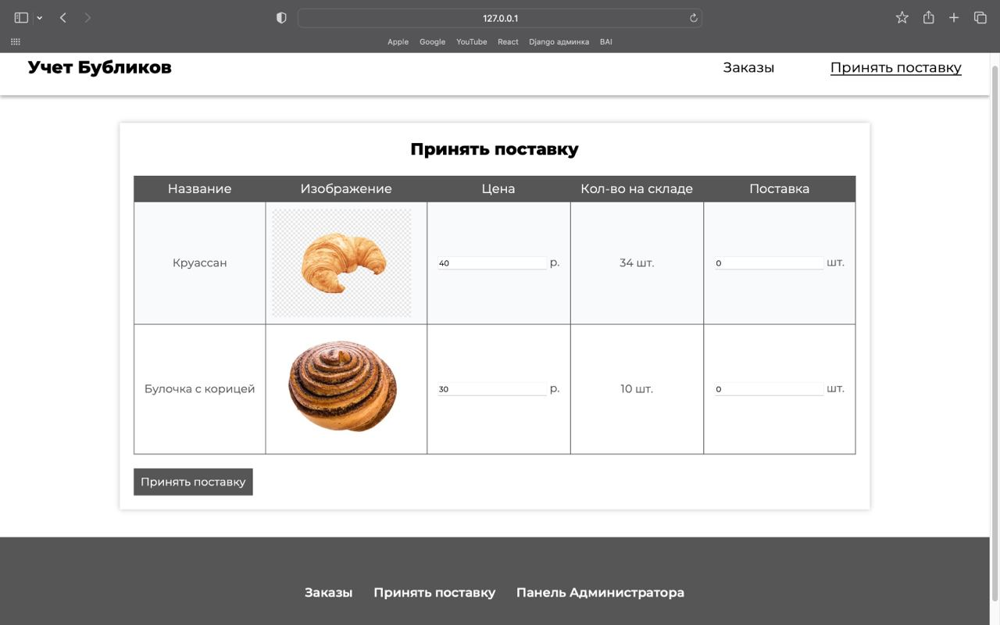 127.0.0.1
Apple Google YouTube React Django админка BAI
Учет Бубликов Заказы Принять поставку
Принять поставку
Название Изображение Цена Кол-во на складе Поставка
Круассан 40 р. 34 шт. 0 шт.
Булочка с корицей 30 р. 10 шт. 0 шт.
Принять поставку
Заказы Принять поставку Панель Администратора